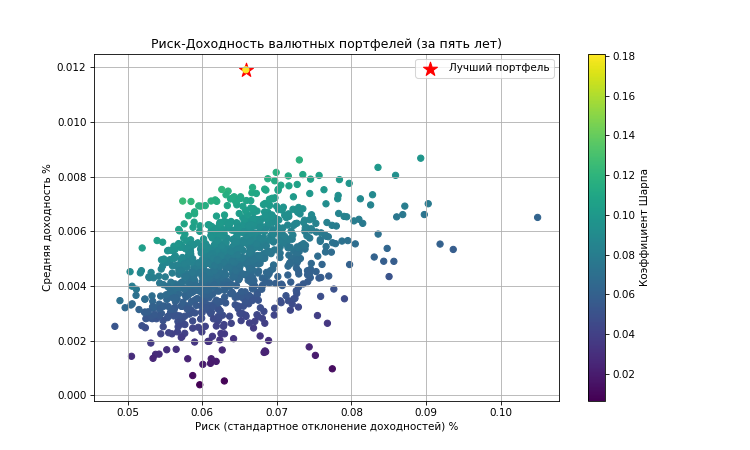 Риск-Доходность валютных портфелей (за пять лет)
Лучший портфель
Средняя доходность %
0.012
0.010
0.008
0.006
0.004
0.002
0.000
0.05 0.06 0.07 0.08 0.09 0.10
Риск (стандартное отклонение доходностей) %
0.18
0.16
0.14
0.12
0.10
0.08
0.06
0.04
0.02
Коэффициент Шарпа